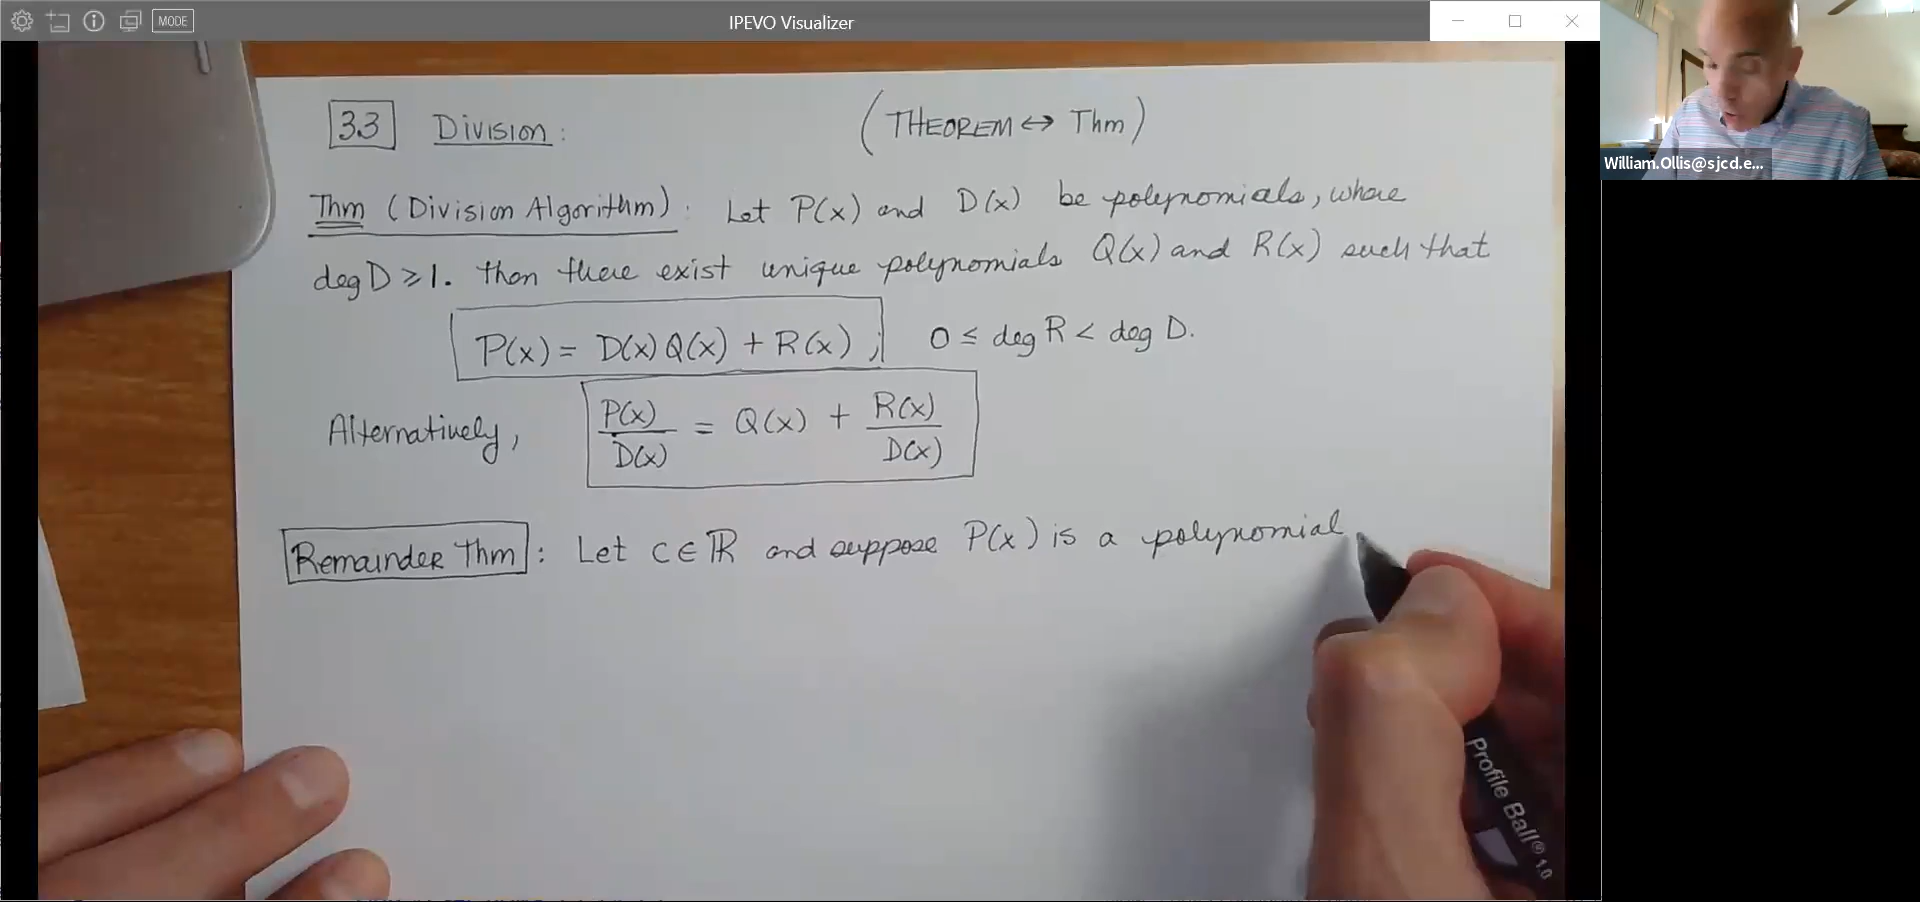 MODE
IPEVO Visualizer
William.Ollis@sjcd.e...
3.3 Division:
(THEOREM ↔ Thm)
Thm (Division Algorithm): Let P(x) and D(x) be polynomials, where
deg D ≥ 1. Then there exist unique polynomials Q(x) and R(x) such that
P(x) = D(x) Q(x) + R(x), 0 ≤ deg R < deg D.
Alternatively, P(x)/D(x) = Q(x) + R(x)/D(x)
Remainder Thm: Let c ∈ ℝ and suppose P(x) is a polynomial
Profile Ball® 1.0